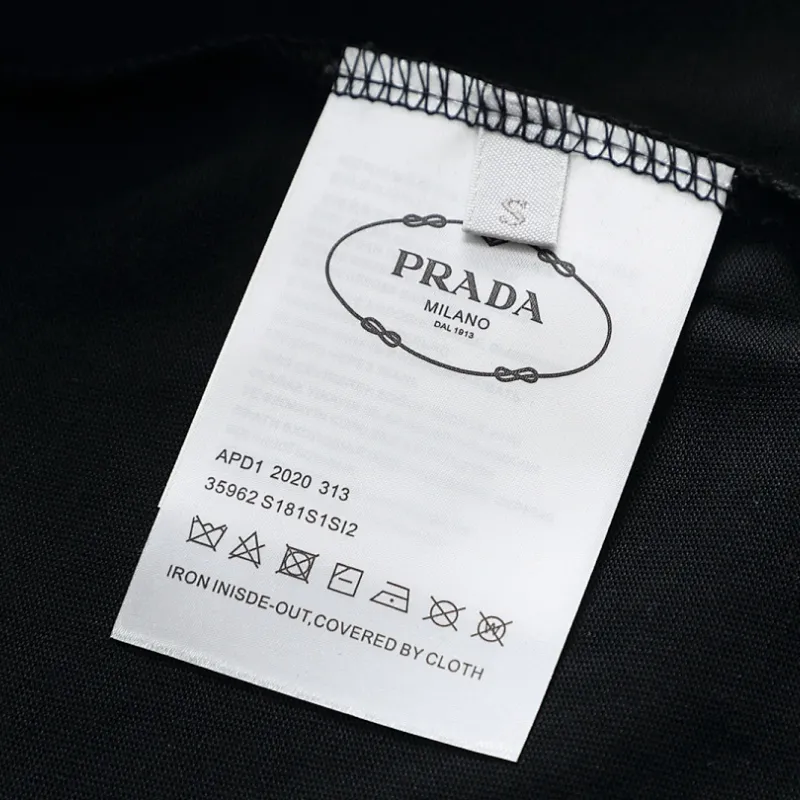 S
PRADA
MILANO
DAL 1913
APD1 2020 313
35962 S181S1SI2
IRON INISDE-OUT,COVERED BY CLOTH